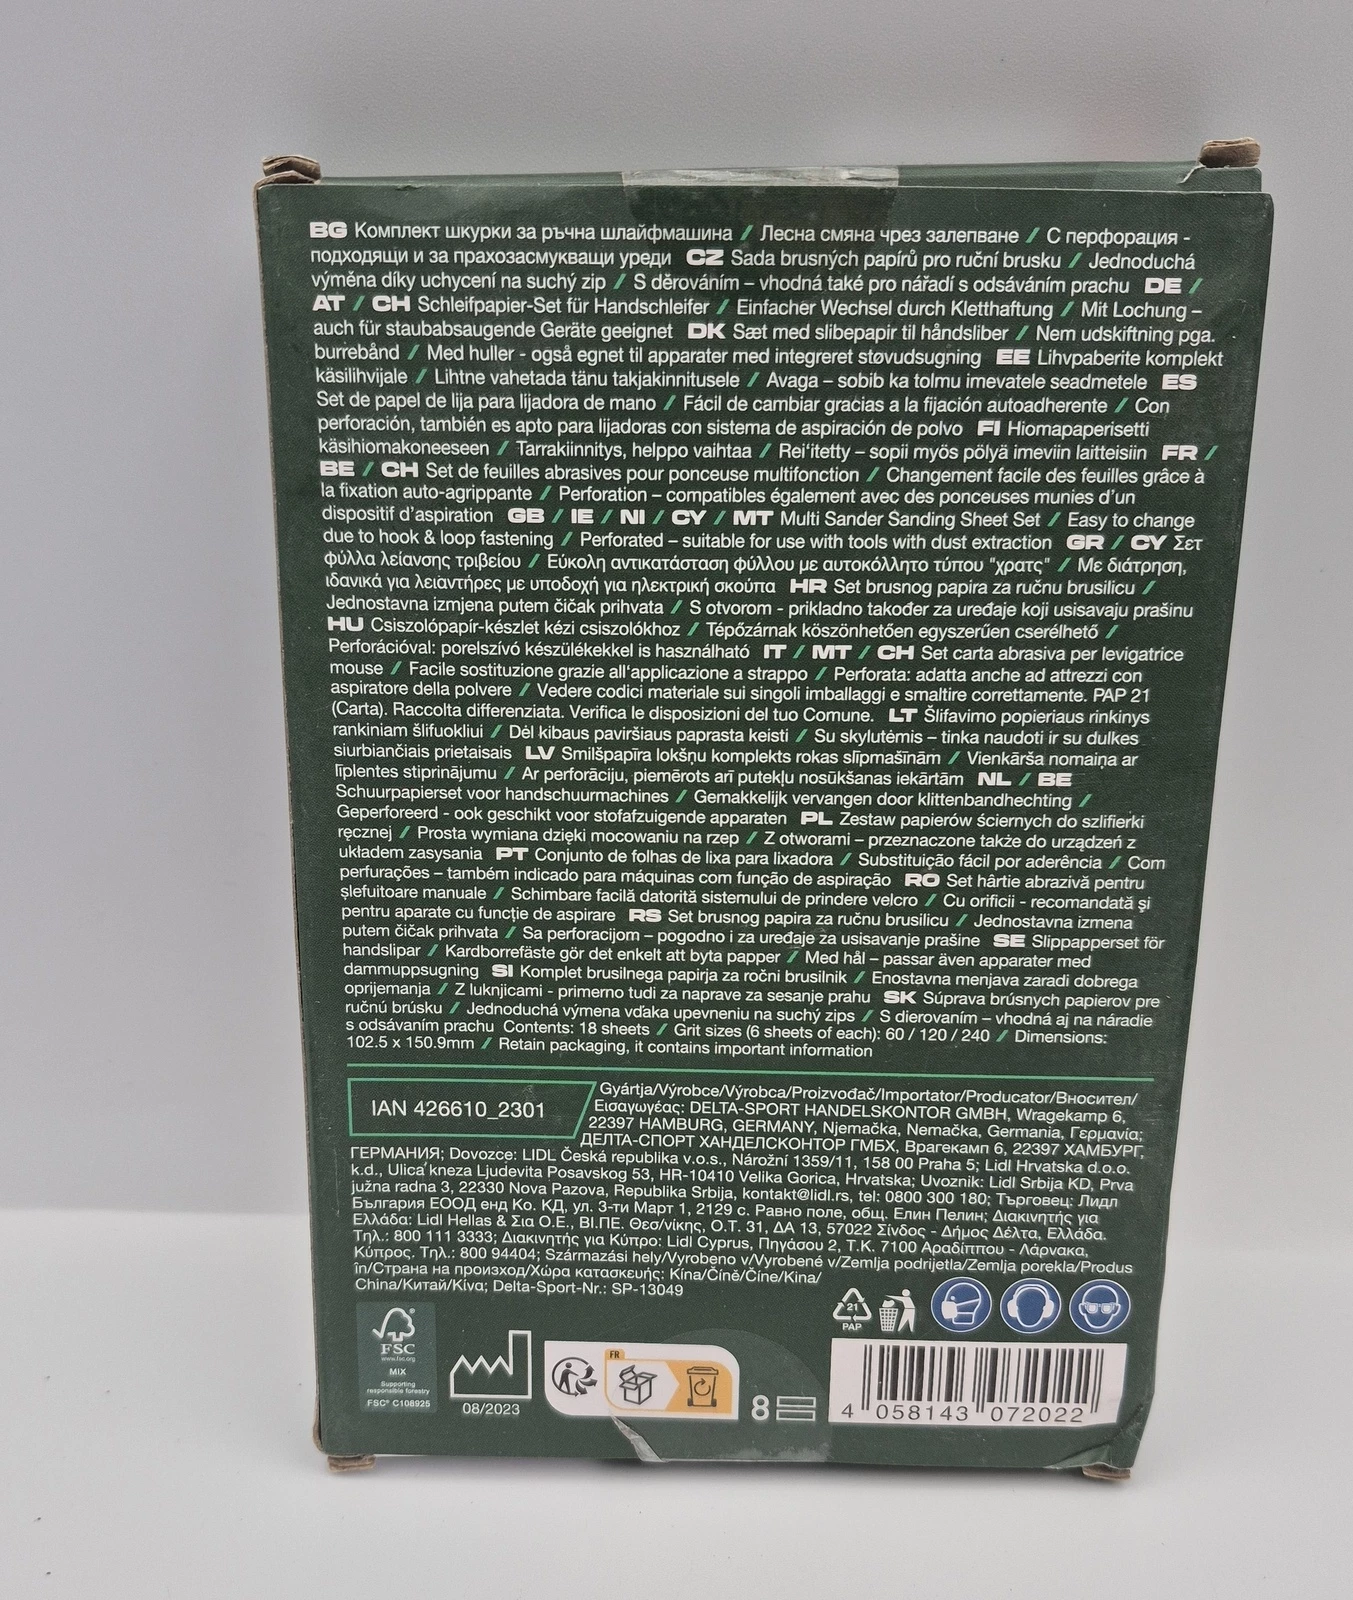 BG Комплект шкурки за ръчна шлайфмашина / Лесна смяна чрез залепване / С перфорация -
подходящи и за прахозасмукващи уреди CZ Sada brusných papírů pro ruční brusku / Jednoduchá
výměna díky uchycení na suchý zip / S děrováním – vhodná také pro nářadí s odsáváním prachu DE /
AT / CH Schleifpapier-Set für Handschleifer / Einfacher Wechsel durch Kletthaftung / Mit Lochung –
auch für staubabsaugende Geräte geeignet DK Sæt med slibepapir til håndsliber / Nem udskiftning pga.
burrebånd / Med huller - også egnet til apparater med integreret støvudsugning EE Lihvpaberite komplekt
käsilihvijale / Lihtne vahetada tänu takjakinnitusele / Avaga – sobib ka tolmu imevatele seadmetele ES
Set de papel de lija para lijadora de mano / Fácil de cambiar gracias a la fijación autoadherente / Con
perforación, también es apto para lijadoras con sistema de aspiración de polvo FI Hiomapaperisetti
käsihiomakoneeseen / Tarrakiinnitys, helppo vaihtaa / Rei'itetty – sopii myös pölyä imeviin laitteisiin FR /
BE / CH Set de feuilles abrasives pour ponceuse multifonction / Changement facile des feuilles grâce à
la fixation auto-agrippante / Perforation – compatibles également avec des ponceuses munies d'un
dispositif d'aspiration GB / IE / NI / CY / MT Multi Sander Sanding Sheet Set / Easy to change
due to hook & loop fastening / Perforated – suitable for use with tools with dust extraction GR / CY Σετ
φύλλα λείανσης τριβείου / Εύκολη αντικατάσταση φύλλου με αυτοκόλλητο τύπου "χρατς" / Με διάτρηση,
ιδανικά για λειαντήρες με υποδοχή για ηλεκτρική σκούπα HR Set brusnog papira za ručnu brusilicu /
Jednostavna izmjena putem čičak prihvata / S otvorom - prikladno također za uređaje koji usisavaju prašinu
HU Csiszolópapír-készlet kézi csiszolókhoz / Tépőzárnak köszönhetően egyszerűen cserélhető /
Perforációval: porelszívó készülékekkel is használható IT / MT / CH Set carta abrasiva per levigatrice
mouse / Facile sostituzione grazie all'applicazione a strappo / Perforata: adatta anche ad attrezzi con
aspiratore della polvere / Vedere codici materiale sui singoli imballaggi e smaltire correttamente. PAP 21
(Carta). Raccolta differenziata. Verifica le disposizioni del tuo Comune. LT Šlifavimo popieriaus rinkinys
rankiniam šlifuokliui / Dėl kibaus paviršiaus paprasta keisti / Su skylutėmis – tinka naudoti ir su dulkes
siurbiančiais prietaisais LV Smilšpapīra lokšņu komplekts rokas slīpmašīnām / Vienkārša nomaiņa ar
līplentes stiprinājumu / Ar perforāciju, piemērots arī putekļu nosūkšanas iekārtām NL / BE
Schuurpapierset voor handschuurmachines / Gemakkelijk vervangen door klittenbandhechting /
Geperforeerd - ook geschikt voor stofafzuigende apparaten PL Zestaw papierów ściernych do szlifierki
ręcznej / Prosta wymiana dzięki mocowaniu na rzep / Z otworami – przeznaczone także do urządzeń z
układem zasysania PT Conjunto de folhas de lixa para lixadora / Substituição fácil por aderência / Com
perfurações – também indicado para máquinas com função de aspiração RO Set hârtie abrazivă pentru
șlefuitoare manuale / Schimbare facilă datorită sistemului de prindere velcro / Cu orificii - recomandată și
pentru aparate cu funcție de aspirare RS Set brusnog papira za ručnu brusilicu / Jednostavna izmena
putem čičak prihvata / Sa perforacijom – pogodno i za uređaje za usisavanje prašine SE Slippapperset för
handslipar / Kardborrefäste gör det enkelt att byta papper / Med hål – passar även apparater med
dammuppsugning SI Komplet brusilnega papirja za ročni brusilnik / Enostavna menjava zaradi dobrega
oprijemanja / Z luknjicami - primerno tudi za naprave za sesanje prahu SK Súprava brúsnych papierov pre
ručnú brúsku / Jednoduchá výmena vďaka upevneniu na suchý zips / S dierovaním – vhodná aj na náradie
s odsávaním prachu Contents: 18 sheets / Grit sizes (6 sheets of each): 60 / 120 / 240 / Dimensions:
102.5 x 150.9mm / Retain packaging, it contains important information
IAN 426610_2301
Gyártja/Výrobce/Výrobca/Proizvođač/Importator/Producator/Вносител/
Εισαγωγέας: DELTA-SPORT HANDELSKONTOR GMBH, Wragekamp 6,
22397 HAMBURG, GERMANY, Njemačka, Nemačka, Germania, Γερμανία;
ДЕЛТА-СПОРТ ХАНДЕЛСКОНТОР ГМБХ, Врагекамп 6, 22397 ХАМБУРГ,
ГЕРМАНИЯ; Dovozce: LIDL Česká republika v.o.s., Nárožní 1359/11, 158 00 Praha 5; Lidl Hrvatska d.o.o.
k.d., Ulica kneza Ljudevita Posavskog 53, HR-10410 Velika Gorica, Hrvatska; Uvoznik: Lidl Srbija KD, Prva
južna radna 3, 22330 Nova Pazova, Republika Srbija, kontakt@lidl.rs, tel: 0800 300 180; Търговец: Лидл
България ЕООД енд Ко. КД, ул. 3-ти Март 1, 2129 с. Равно поле, общ. Елин Пелин; Διακινητής για
Ελλάδα: Lidl Hellas & Σια Ο.Ε., ΒΙ.ΠΕ. Θεσ/νίκης, Ο.Τ. 31, ΔΑ 13, 57022 Σίνδος - Δήμος Δέλτα, Ελλάδα.
Τηλ.: 800 111 3333; Διακινητής για Κύπρο: Lidl Cyprus, Πηγάσου 2, Τ.Κ. 7100 Αραδίππου - Λάρνακα,
Κύπρος. Τηλ.: 800 94404; Származási hely/Vyrobeno v/Vyrobené v/Zemlja podrijetla/Zemlja porekla/Produs
în/Страна на произход/Χώρα κατασκευής: Kína/Číně/Číne/Kina/
China/Китай/Κίνα; Delta-Sport-Nr.: SP-13049
21
PAP
FSC
www.fsc.org
MIX
Supporting
responsible forestry
FSC® C108925
08/2023
FR
8
4 058143 072022